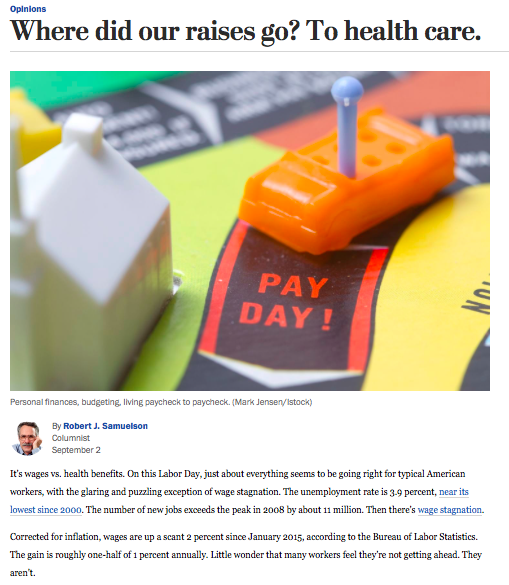 Opinions
Where did our raises go? To health care.
PAY
DAY!
Personal finances, budgeting, living paycheck to paycheck. (Mark Jensen/Istock)
By Robert J. Samuelson
Columnist
September 2
It's wages vs. health benefits. On this Labor Day, just about everything seems to be going right for typical American
workers, with the glaring and puzzling exception of wage stagnation. The unemployment rate is 3.9 percent, near its
lowest since 2000. The number of new jobs exceeds the peak in 2008 by about 11 million. Then there's wage stagnation.
Corrected for inflation, wages are up a scant 2 percent since January 2015, according to the Bureau of Labor Statistics.
The gain is roughly one-half of 1 percent annually. Little wonder that many workers feel they're not getting ahead. They
aren't.